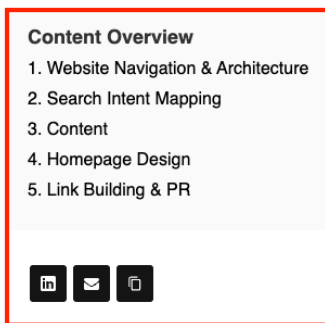 Content Overview
1. Website Navigation & Architecture
2. Search Intent Mapping
3. Content
4. Homepage Design
5. Link Building & PR
in